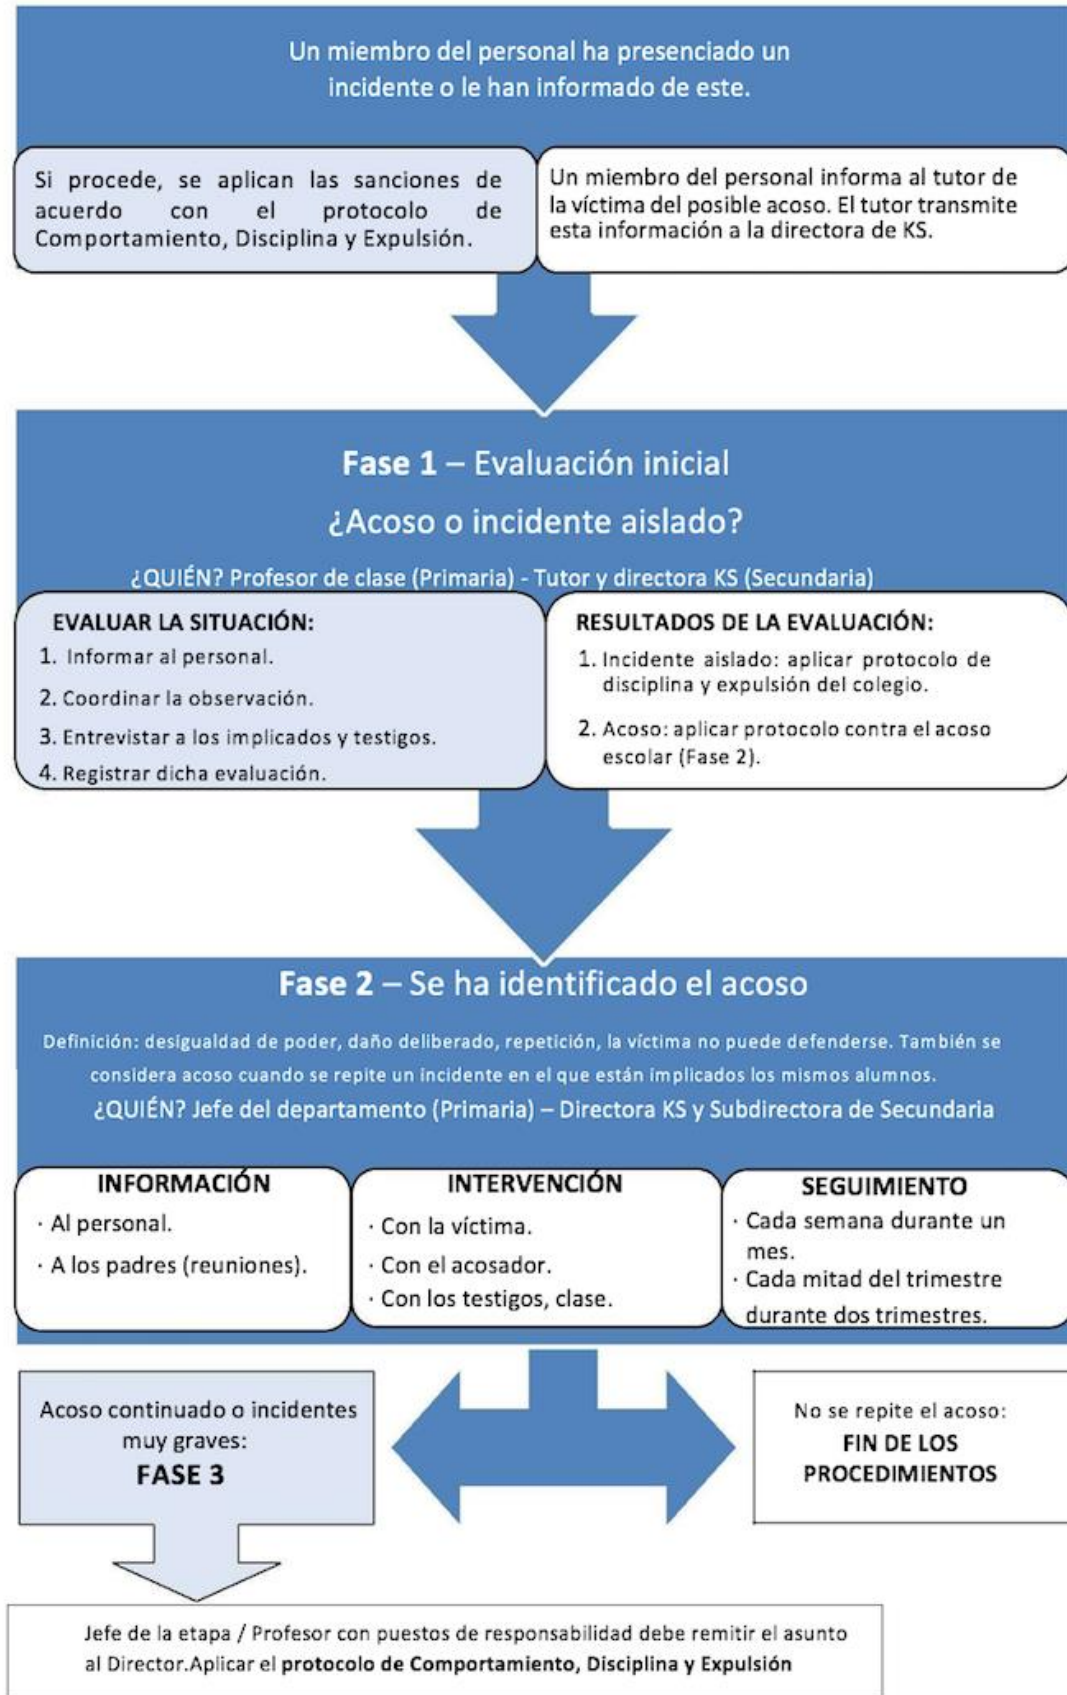 Un miembro del personal ha presenciado un
incidente o le han informado de este.
Si procede, se aplican las sanciones de
acuerdo con el protocolo de
Comportamiento, Disciplina y Expulsión.
Un miembro del personal informa al tutor de
la víctima del posible acoso. El tutor transmite
esta información a la directora de KS.
Fase 1 – Evaluación inicial
¿Acoso o incidente aislado?
¿QUIÉN? Profesor de clase (Primaria) - Tutor y directora KS (Secundaria)
EVALUAR LA SITUACIÓN:
1. Informar al personal.
2. Coordinar la observación.
3. Entrevistar a los implicados y testigos.
4. Registrar dicha evaluación.
RESULTADOS DE LA EVALUACIÓN:
1. Incidente aislado: aplicar protocolo de
disciplina y expulsión del colegio.
2. Acoso: aplicar protocolo contra el acoso
escolar (Fase 2).
Fase 2 – Se ha identificado el acoso
Definición: desigualdad de poder, daño deliberado, repetición, la víctima no puede defenderse. También se
considera acoso cuando se repite un incidente en el que están implicados los mismos alumnos.
¿QUIÉN? Jefe del departamento (Primaria) – Directora KS y Subdirectora de Secundaria
INFORMACIÓN
· Al personal.
· A los padres (reuniones).
INTERVENCIÓN
· Con la víctima.
· Con el acosador.
· Con los testigos, clase.
SEGUIMIENTO
· Cada semana durante un
mes.
· Cada mitad del trimestre
durante dos trimestres.
Acoso continuado o incidentes
muy graves:
FASE 3
No se repite el acoso:
FIN DE LOS
PROCEDIMIENTOS
Jefe de la etapa / Profesor con puestos de responsabilidad debe remitir el asunto
al Director.Aplicar el protocolo de Comportamiento, Disciplina y Expulsión